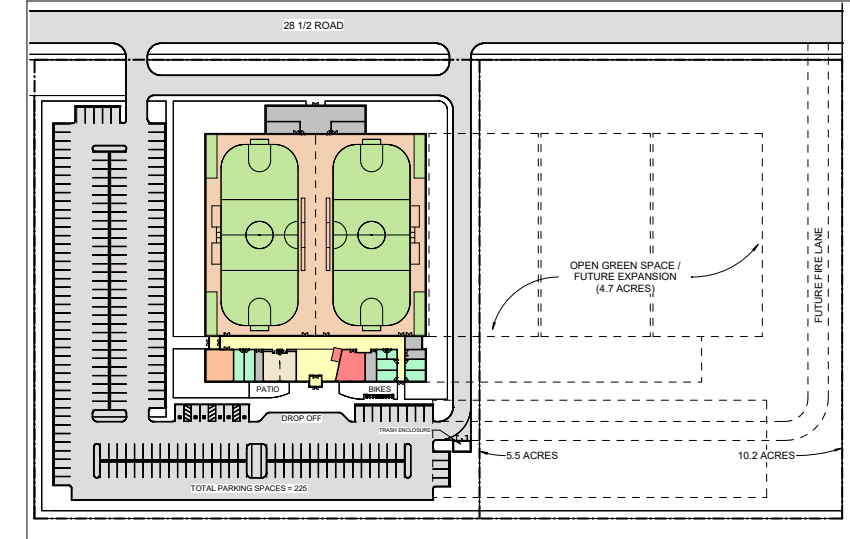 28 1/2 ROAD
OPEN GREEN SPACE /
FUTURE EXPANSION
(4.7 ACRES)
FUTURE FIRE LANE
PATIO
BIKES
DROP OFF
TRASH ENCLOSURE
5.5 ACRES
10.2 ACRES
TOTAL PARKING SPACES = 225